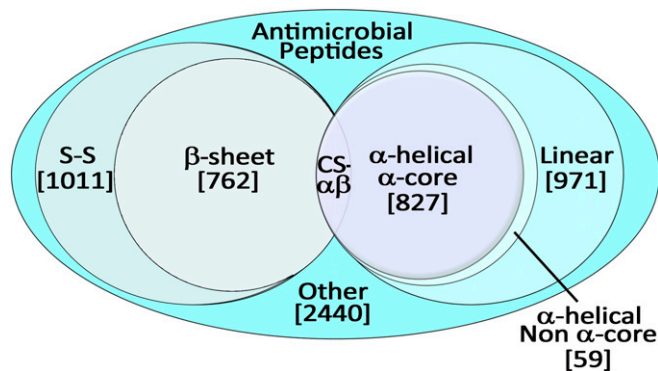 Antimicrobial
Peptides
S-S
[1011]
β-sheet
[762]
CS-
αβ
α-helical
α-core
[827]
Linear
[971]
Other
[2440]
α-helical
Non α-core
[59]